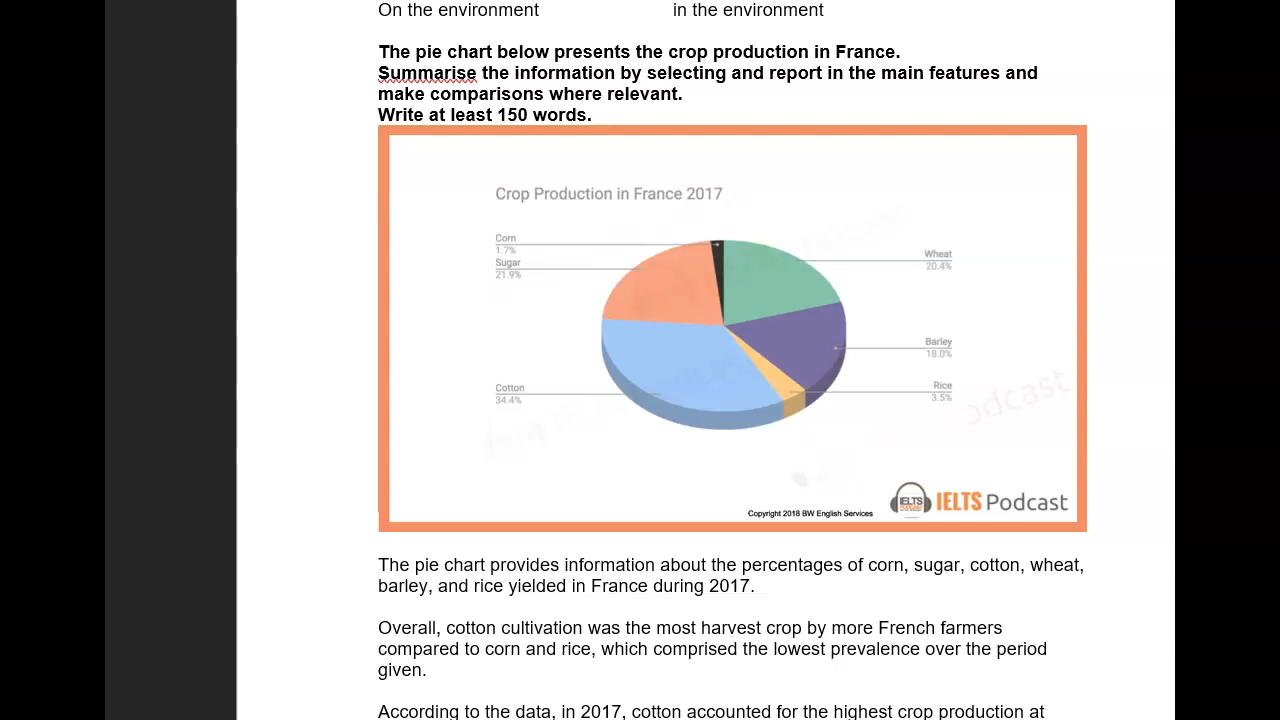 On the environment in the environment
The pie chart below presents the crop production in France.
Summarise the information by selecting and report in the main features and
make comparisons where relevant.
Write at least 150 words.
Crop Production in France 2017
Corn
1.7%
Sugar
21.9%
Wheat
20.4%
Barley
18.0%
Rice
3.5%
Cotton
34.4%
odcast
IELTS
IELTS Podcast
Copyright 2018 BW English Services
The pie chart provides information about the percentages of corn, sugar, cotton, wheat,
barley, and rice yielded in France during 2017.
Overall, cotton cultivation was the most harvest crop by more French farmers
compared to corn and rice, which comprised the lowest prevalence over the period
given.
According to the data, in 2017, cotton accounted for the highest crop production at